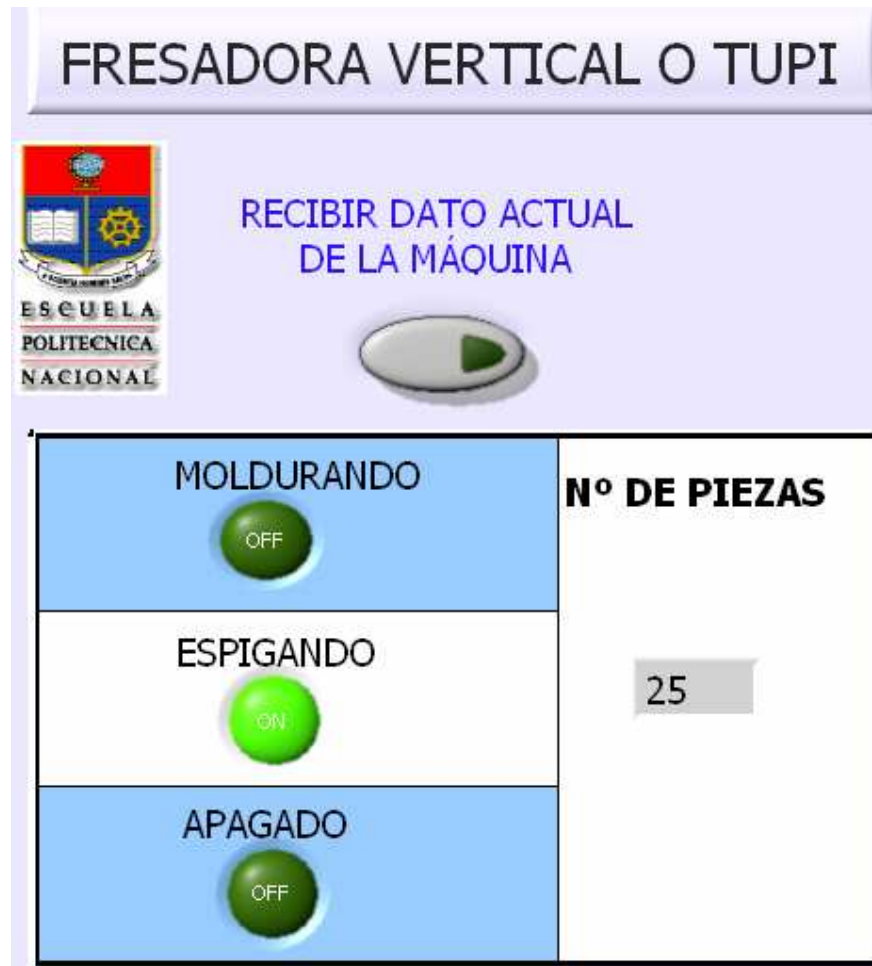 FRESADORA VERTICAL O TUPI
RECIBIR DATO ACTUAL
DE LA MÁQUINA
ESCUELA
POLITECNICA
NACIONAL
MOLDURANDO
OFF
Nº DE PIEZAS
ESPIGANDO
ON
25
APAGADO
OFF